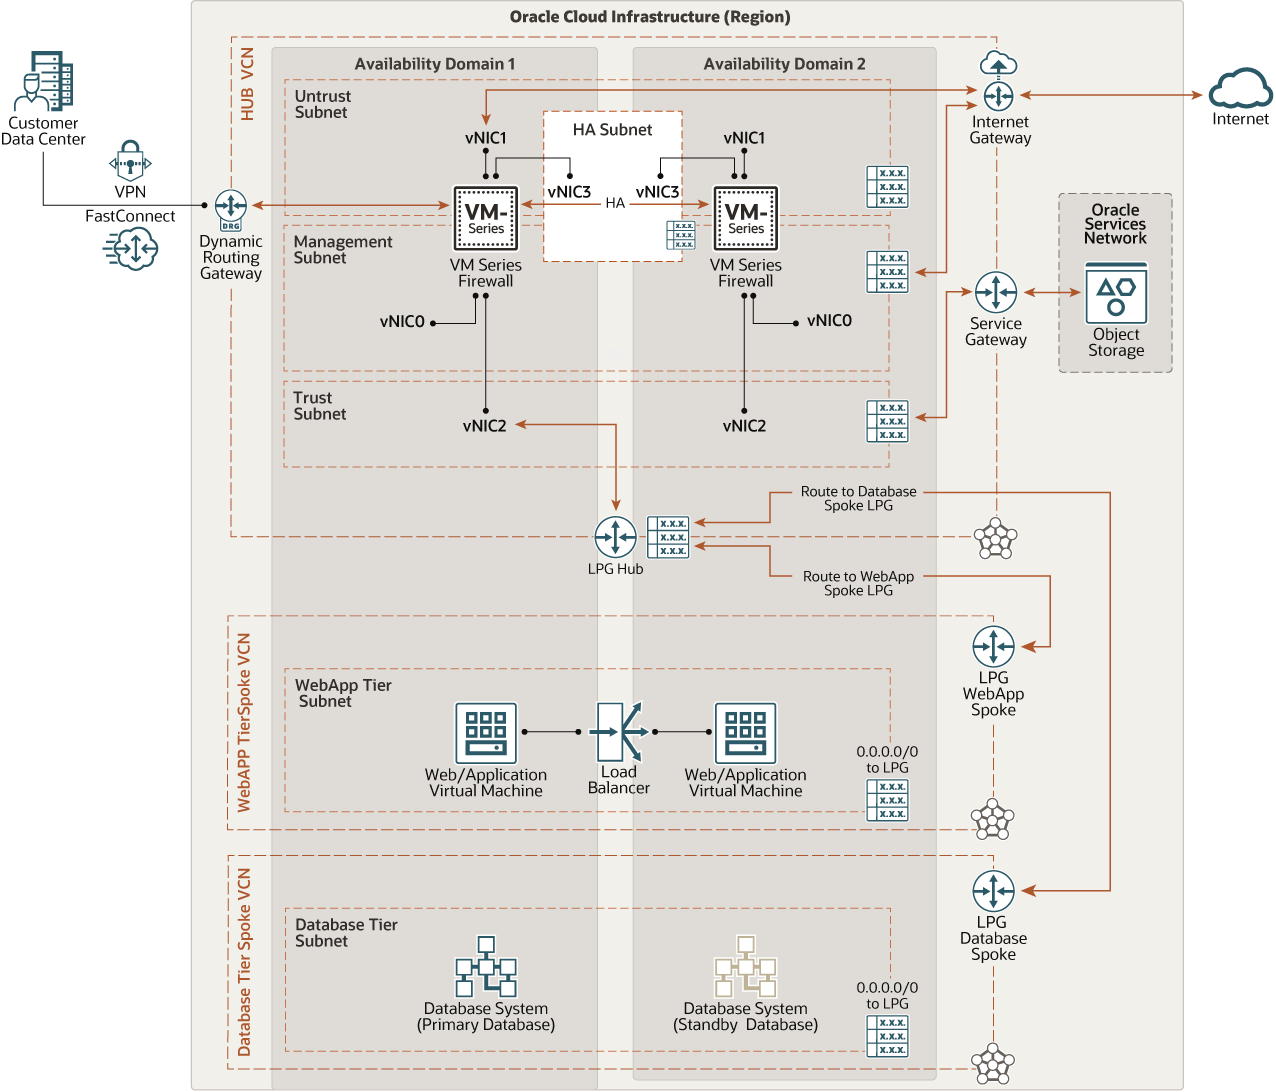 Oracle Cloud Infrastructure (Region)
HUB VCN
Availability Domain 1
Availability Domain 2
Untrust
Subnet
HA Subnet
vNIC1
vNIC1
vNIC3
vNIC3
HA
VM-
Series
VM-
Series
VM Series
Firewall
VM Series
Firewall
Management
Subnet
vNIC0
vNIC0
Trust
Subnet
vNIC2
vNIC2
Customer
Data Center
VPN
FastConnect
DRG
Dynamic
Routing
Gateway
Internet
Gateway
Internet
Service
Gateway
Oracle
Services
Network
Object
Storage
X.X.X.
X.X.X.
X.X.X.
X.X.X.
X.X.X.
X.X.X.
X.X.X.
X.X.X.
X.X.X.
X.X.X.
X.X.X.
X.X.X.
Route to Database
Spoke LPG
X.X.X.
X.X.X.
X.X.X.
LPG Hub
Route to WebApp
Spoke LPG
WebAPP TierSpoke VCN
WebApp Tier
Subnet
LPG
WebApp
Spoke
Web/Application
Virtual Machine
Load
Balancer
Web/Application
Virtual Machine
0.0.0.0/0
to LPG
X.X.X.
X.X.X.
X.X.X.
Database Tier Spoke VCN
Database Tier
Subnet
LPG
Database
Spoke
Database System
(Primary Database)
Database System
(Standby Database)
0.0.0.0/0
to LPG
X.X.X.
X.X.X.
X.X.X.